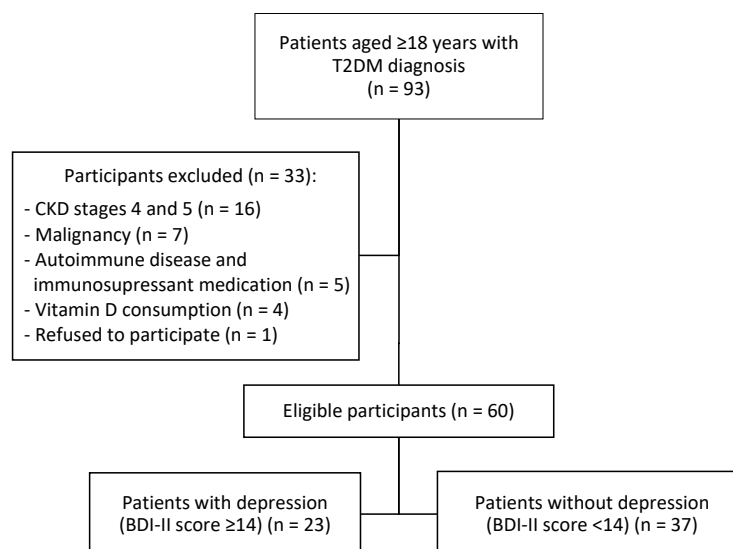 Patients aged ≥18 years with
T2DM diagnosis
(n = 93)
Participants excluded (n = 33):
- CKD stages 4 and 5 (n = 16)
- Malignancy (n = 7)
- Autoimmune disease and
immunosupressant medication (n = 5)
- Vitamin D consumption (n = 4)
- Refused to participate (n = 1)
Eligible participants (n = 60)
Patients with depression
(BDI-II score ≥14) (n = 23)
Patients without depression
(BDI-II score <14) (n = 37)